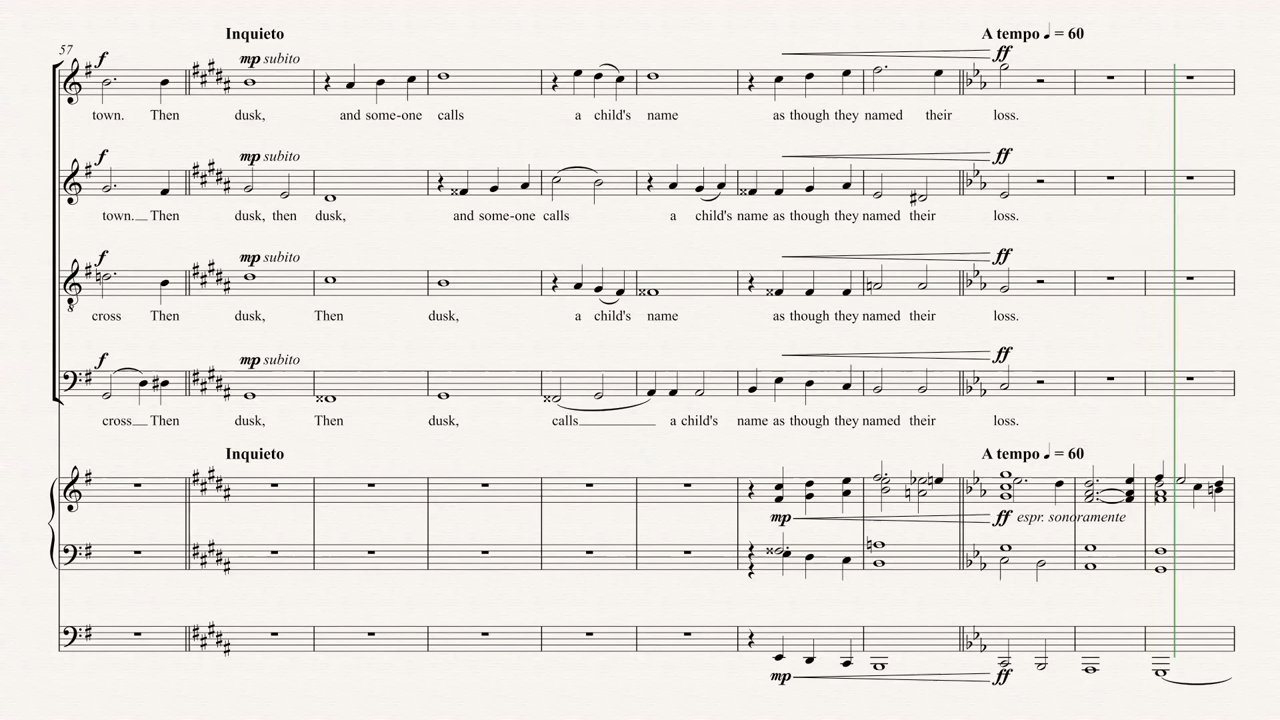 Inquieto
A tempo ♩ = 60
57
f
mp subito
ff
town. Then dusk, and some-one calls a child's name as though they named their loss.
f
mp subito
ff
town. Then dusk, then dusk, and some-one calls a child's name as though they named their loss.
f
mp subito
ff
cross Then dusk, Then dusk, a child's name as though they named their loss.
f
mp subito
ff
cross Then dusk, Then dusk, calls a child's name as though they named their loss.
Inquieto
A tempo ♩ = 60
mp
ff espr. sonoramente
mp
ff